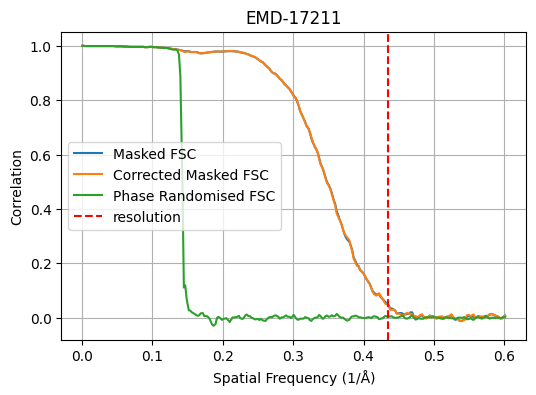 EMD-17211
1.0
0.8
0.6
0.4
0.2
0.0
Correlation
Masked FSC
Corrected Masked FSC
Phase Randomised FSC
resolution
0.0 0.1 0.2 0.3 0.4 0.5 0.6
Spatial Frequency (1/Å)